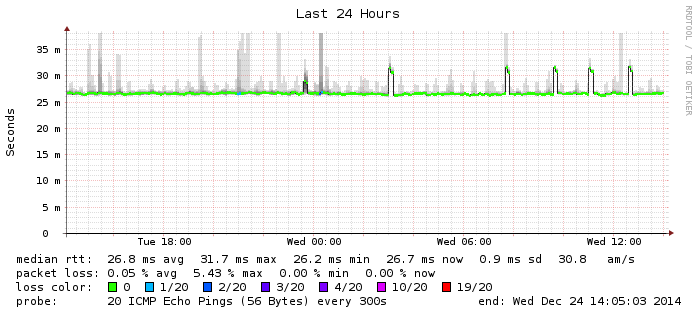 Last 24 Hours
RRDTOOL / TOBI OETIKER
Seconds
35 m
30 m
25 m
20 m
15 m
10 m
5 m
0
Tue 18:00 Wed 00:00 Wed 06:00 Wed 12:00
median rtt: 26.8 ms avg 31.7 ms max 26.2 ms min 26.7 ms now 0.9 ms sd 30.8 am/s
packet loss: 0.05 % avg 5.43 % max 0.00 % min 0.00 % now
loss color: 0 1/20 2/20 3/20 4/20 10/20 19/20
probe: 20 ICMP Echo Pings (56 Bytes) every 300s end: Wed Dec 24 14:05:03 2014